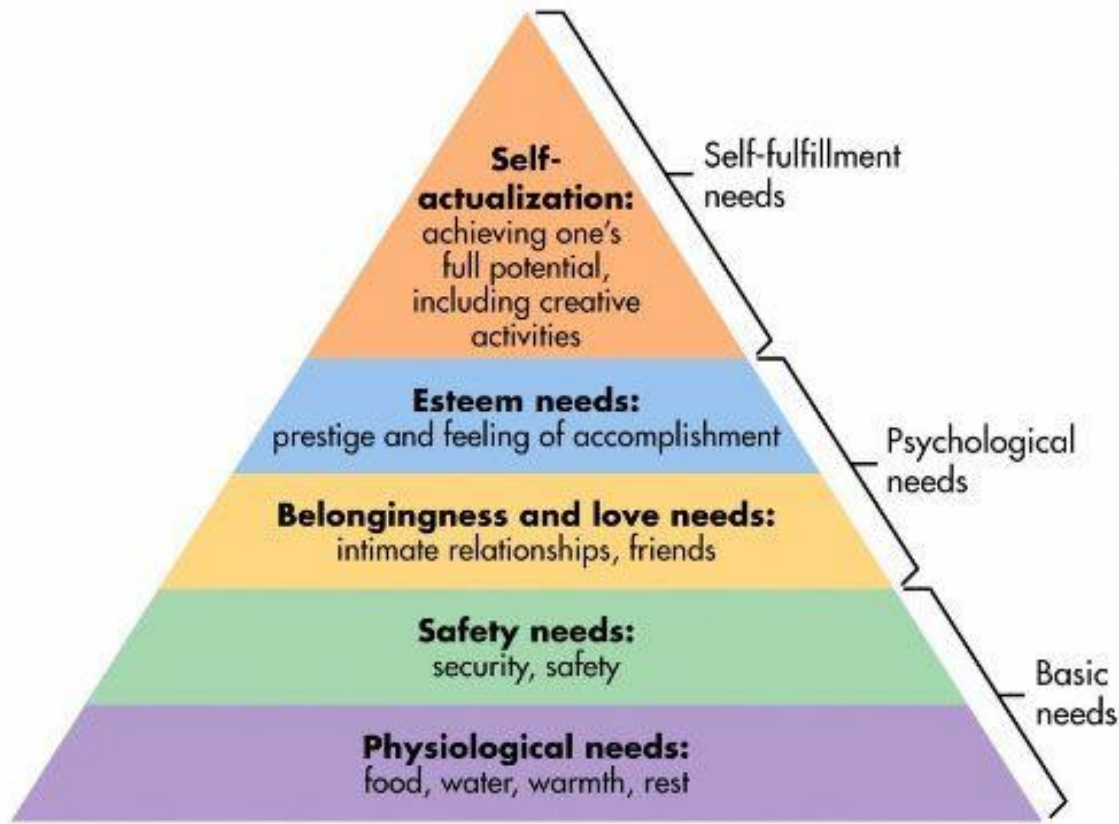 Self-
actualization:
achieving one's
full potential,
including creative
activities
Self-fulfillment
needs
Esteem needs:
prestige and feeling of accomplishment
Psychological
needs
Belongingness and love needs:
intimate relationships, friends
Safety needs:
security, safety
Basic
needs
Physiological needs:
food, water, warmth, rest